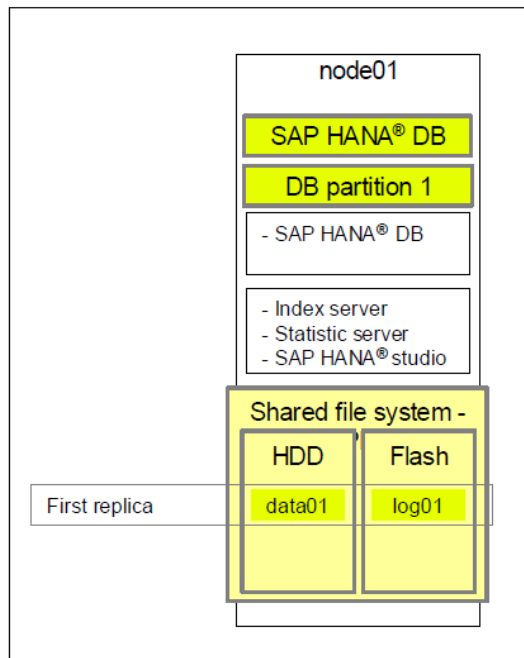 node01
SAP HANA® DB
DB partition 1
- SAP HANA® DB
- Index server
- Statistic server
- SAP HANA® studio
Shared file system -
HDD
Flash
First replica
data01
log01